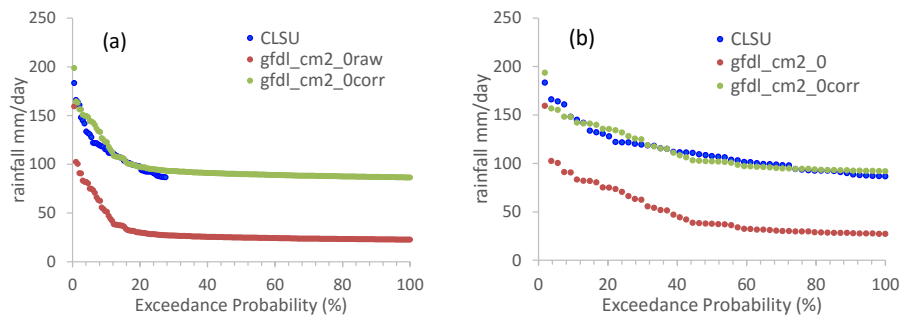 250
200
150
100
50
0
rainfall mm/day
(a)
CLSU
gfdl_cm2_0raw
gfdl_cm2_0corr
0 20 40 60 80 100
Exceedance Probability (%)
250
200
150
100
50
0
rainfall mm/day
(b)
CLSU
gfdl_cm2_0
gfdl_cm2_0corr
0 20 40 60 80 100
Exceedance Probability (%)